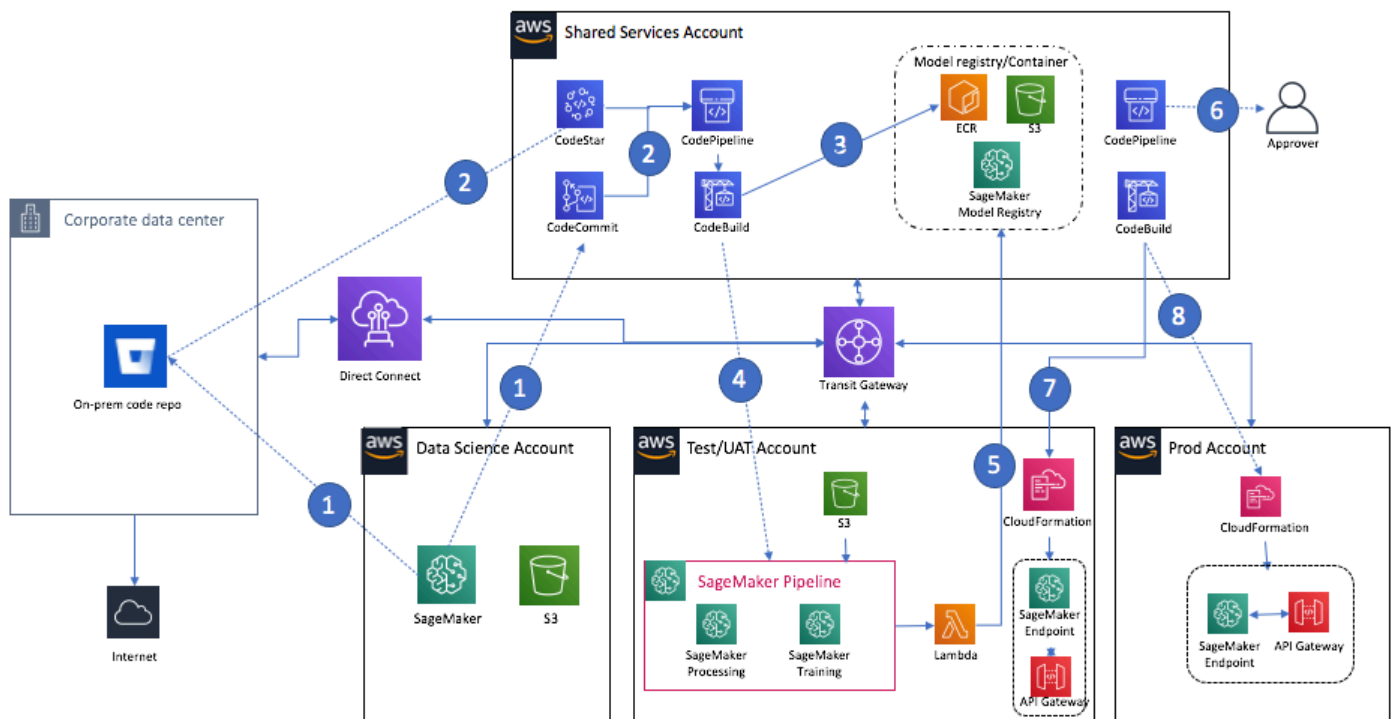 aws
Shared Services Account
Model registry/Container
ECR
S3
SageMaker
Model Registry
CodeStar
CodePipeline
CodeCommit
CodeBuild
CodePipeline
CodeBuild
Approver
2
2
3
6
Corporate data center
On-prem code repo
Direct Connect
Transit Gateway
Internet
1
1
4
5
7
8
aws
Data Science Account
SageMaker
S3
aws
Test/UAT Account
S3
SageMaker Pipeline
SageMaker
Processing
SageMaker
Training
Lambda
CloudFormation
SageMaker
Endpoint
API Gateway
aws
Prod Account
CloudFormation
SageMaker
Endpoint
API Gateway